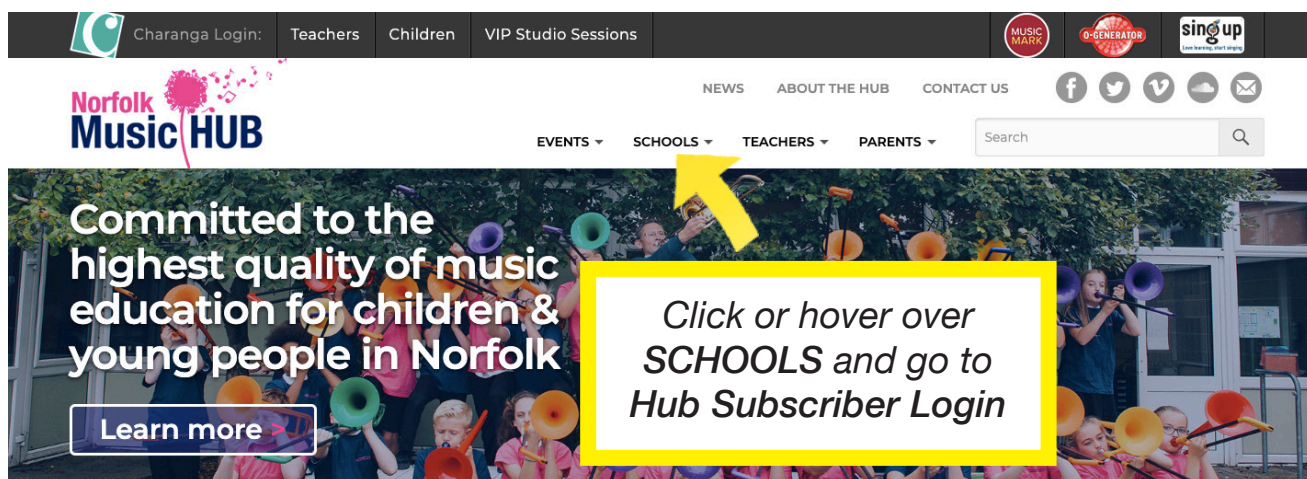 Charanga Login: Teachers Children VIP Studio Sessions
MUSIC
MARK
O-GENERATOR
sing up
Love learning, start singing
NEWS ABOUT THE HUB CONTACT US
Norfolk
Music HUB
EVENTS SCHOOLS TEACHERS PARENTS Search
Committed to the
highest quality of music
education for children &
young people in Norfolk
Learn more >
Click or hover over
SCHOOLS and go to
Hub Subscriber Login